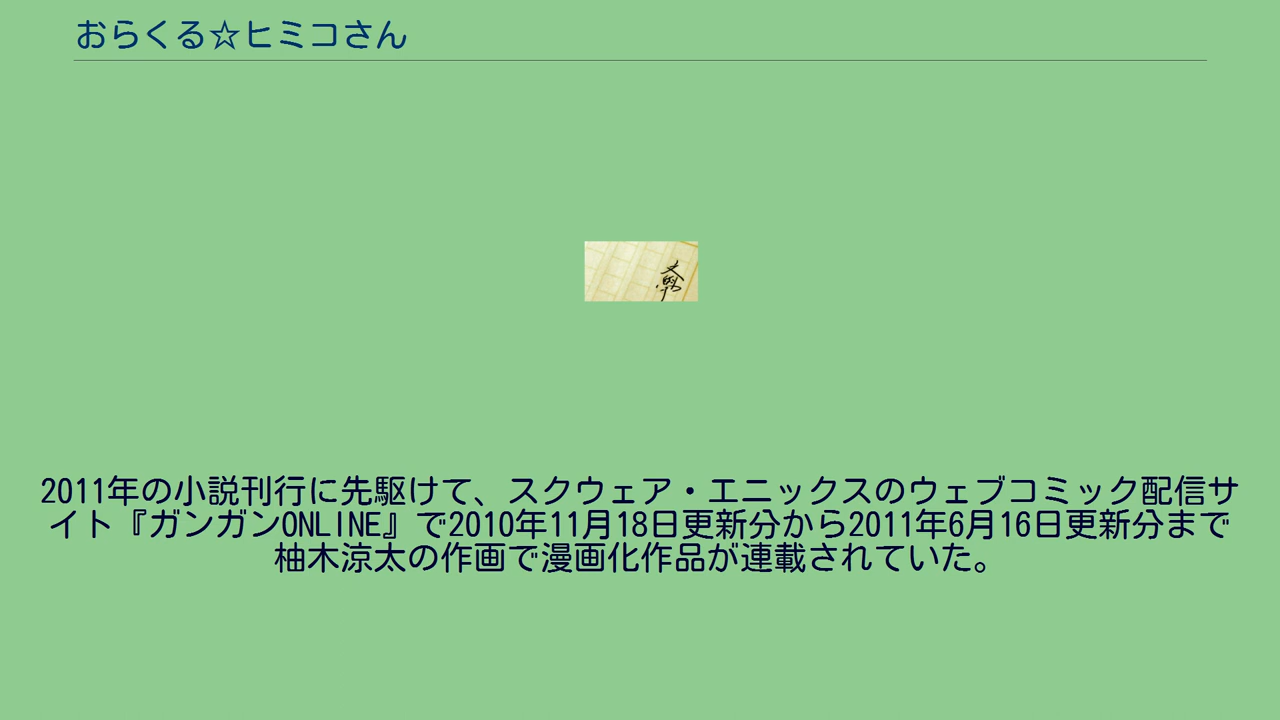 おらくる☆ヒミコさん
2011年の小説刊行に先駆けて、スクウェア・エニックスのウェブコミック配信サ
イト『ガンガンONLINE』で2010年11月18日更新分から2011年6月16日更新分まで
柚木涼太の作画で漫画化作品が連載されていた。